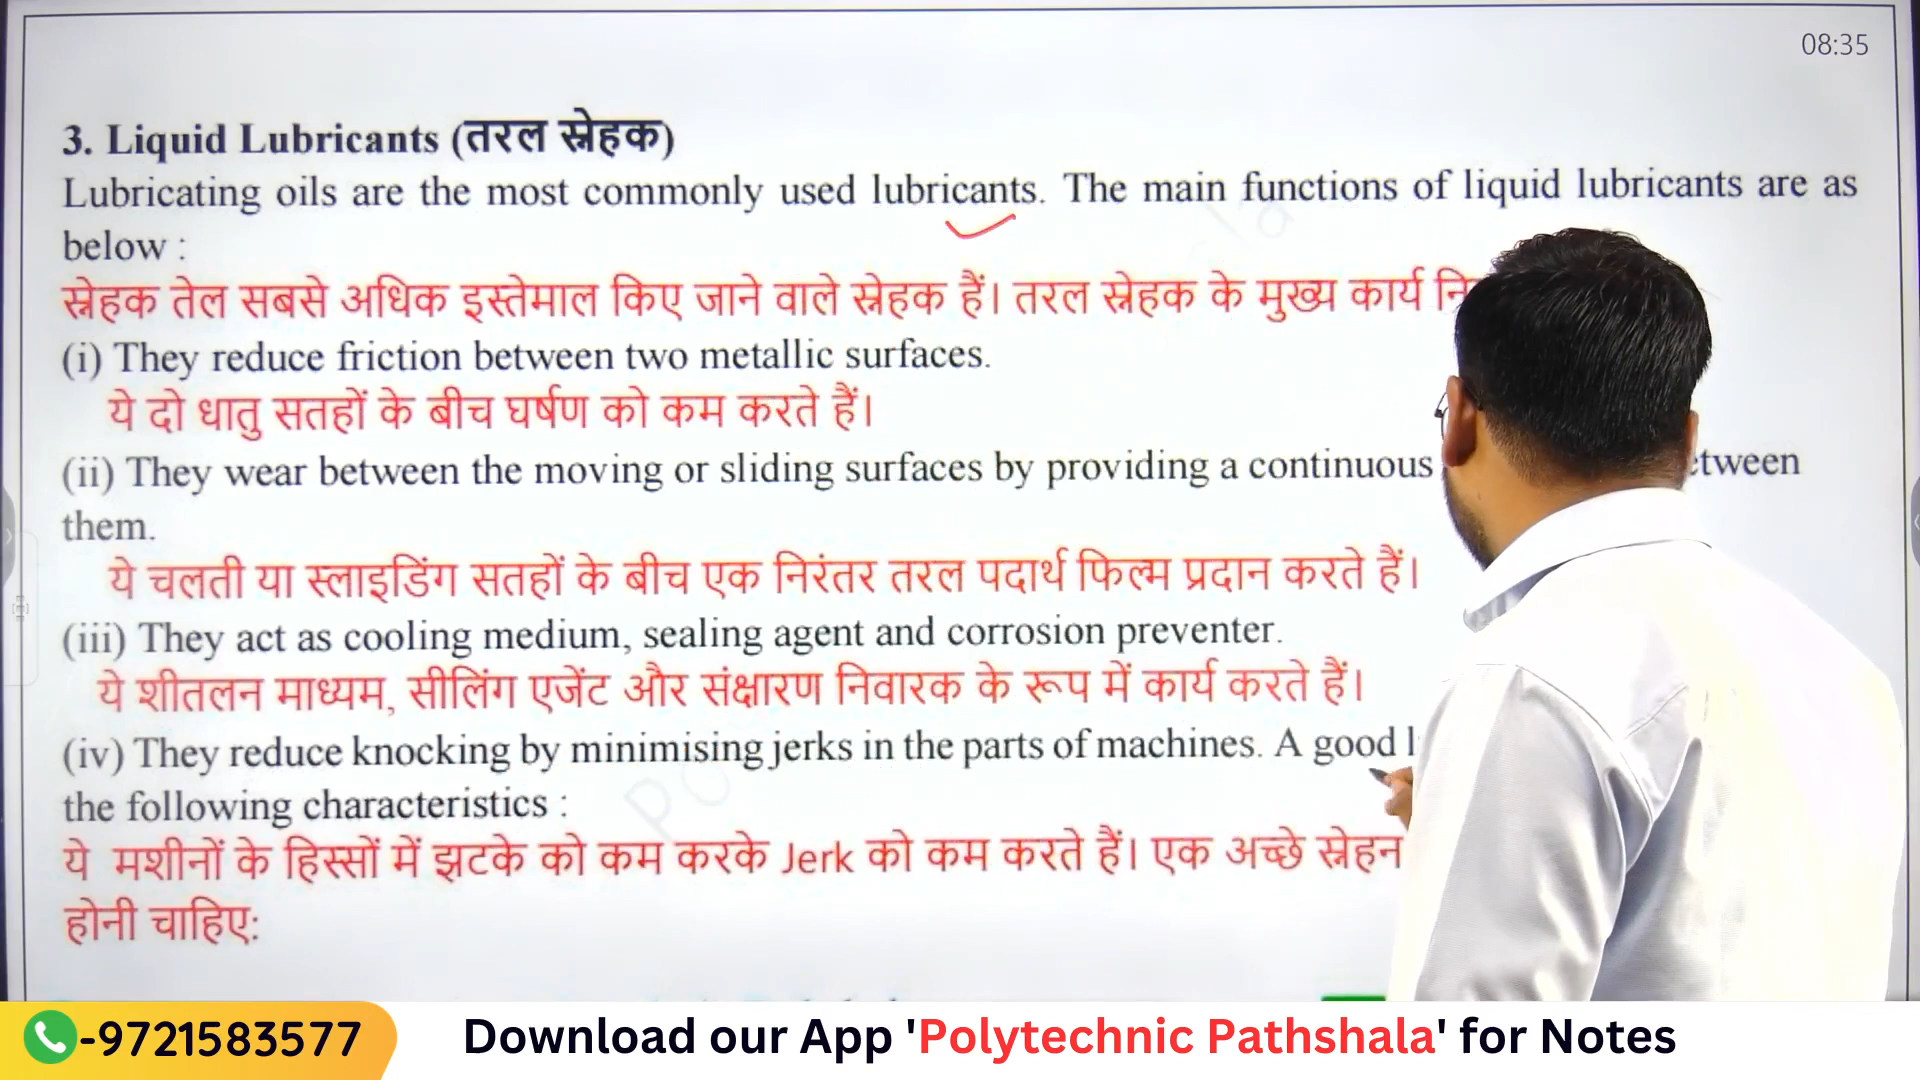 08:35
3. Liquid Lubricants (तरल स्नेहक)
Lubricating oils are the most commonly used lubricants. The main functions of liquid lubricants are as
below :
स्नेहक तेल सबसे अधिक इस्तेमाल किए जाने वाले स्नेहक हैं। तरल स्नेहक के मुख्य कार्य
(i) They reduce friction between two metallic surfaces.
ये दो धातु सतहों के बीच घर्षण को कम करते हैं।
(ii) They wear between the moving or sliding surfaces by providing a continuous
them.
ये चलती या स्लाइडिंग सतहों के बीच एक निरंतर तरल पदार्थ फिल्म प्रदान करते हैं।
(iii) They act as cooling medium, sealing agent and corrosion preventer.
ये शीतलन माध्यम, सीलिंग एजेंट और संक्षारण निवारक के रूप में कार्य करते हैं।
(iv) They reduce knocking by minimising jerks in the parts of machines. A good
the following characteristics :
ये मशीनों के हिस्सों में झटके को कम करके Jerk को कम करते हैं। एक अच्छे स्नेहन
होनी चाहिए:
-9721583577
Download our App 'Polytechnic Pathshala' for Notes